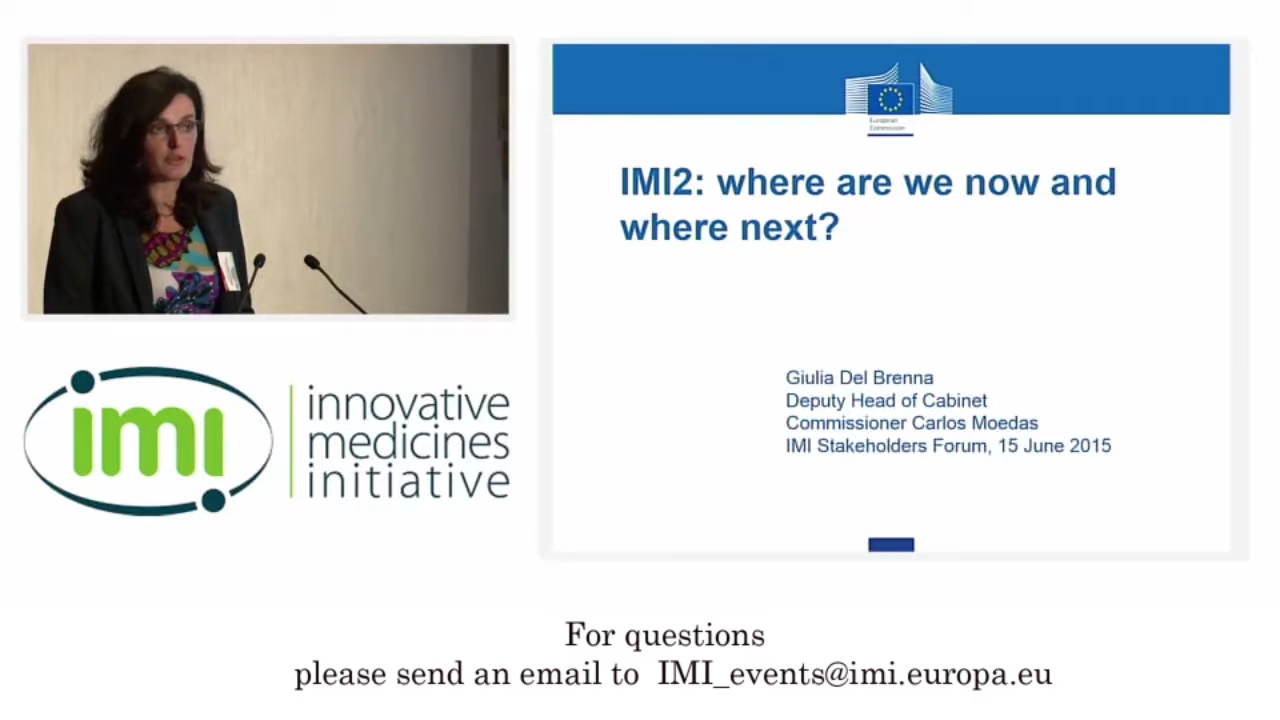 European
Commission
IMI2: where are we now and
where next?
Giulia Del Brenna
Deputy Head of Cabinet
Commissioner Carlos Moedas
IMI Stakeholders Forum, 15 June 2015
imi
innovative
medicines
initiative
For questions
please send an email to IMI_events@imi.europa.eu